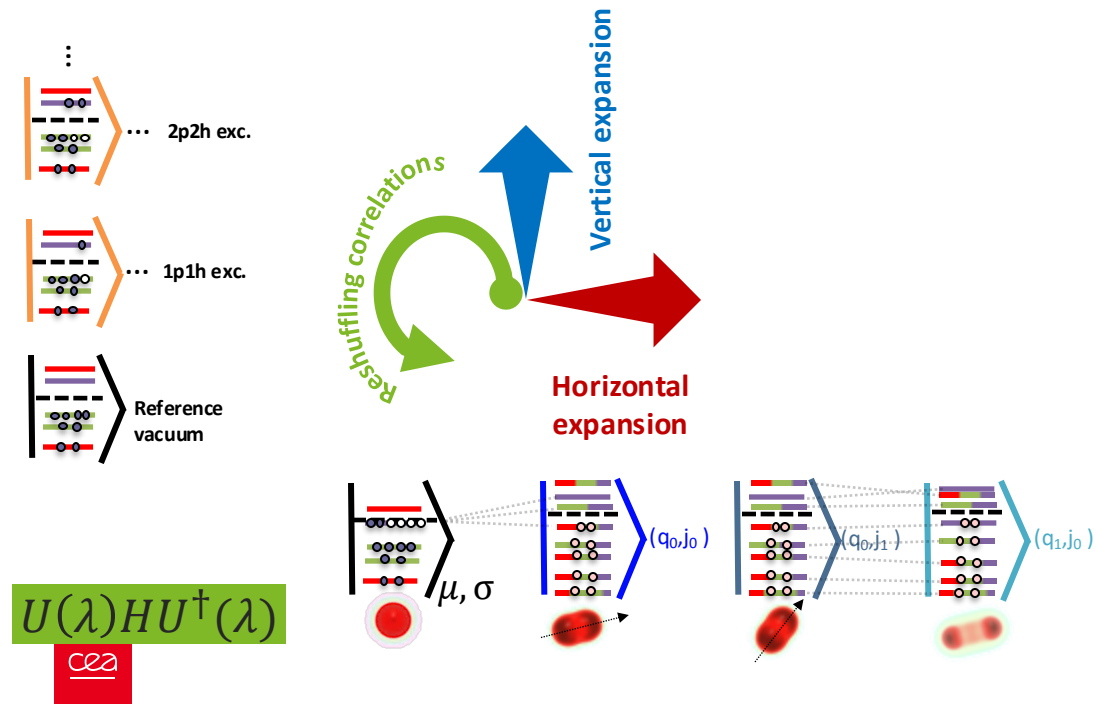 ⋮
⋯ 2p2h exc.
⋯ 1p1h exc.
Reference
vacuum
Reshuffling correlations
Vertical expansion
Horizontal
expansion
μ, σ
(q₀,j₀)
(q₀,j₁)
(q₁,j₀)
U(λ)HU†(λ)
cea